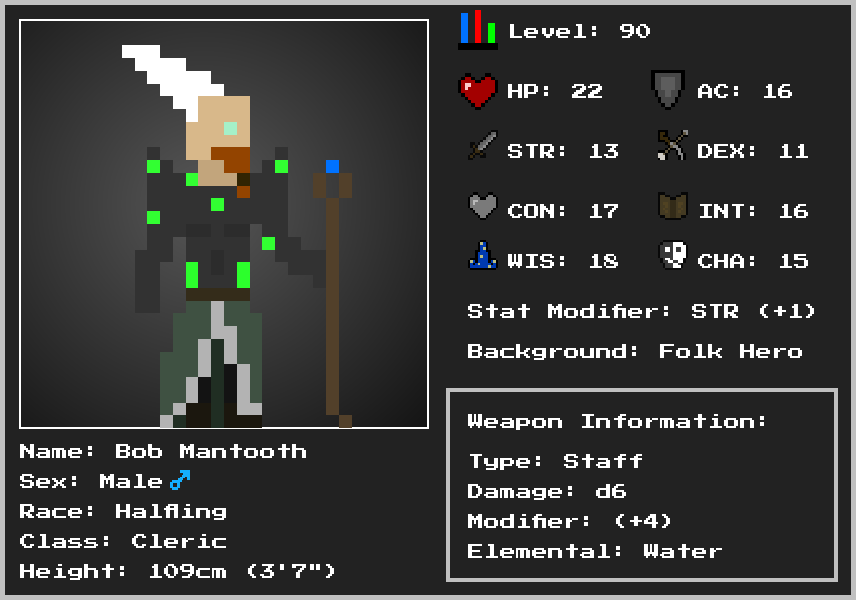 Level: 90
HP: 22 AC: 16
STR: 13 DEX: 11
CON: 17 INT: 16
WIS: 18 CHA: 15
Stat Modifier: STR (+1)
Background: Folk Hero
Weapon Information:
Type: Staff
Damage: d6
Modifier: (+4)
Elemental: Water
Name: Bob Mantooth
Sex: Male ♂
Race: Halfling
Class: Cleric
Height: 109cm (3'7")